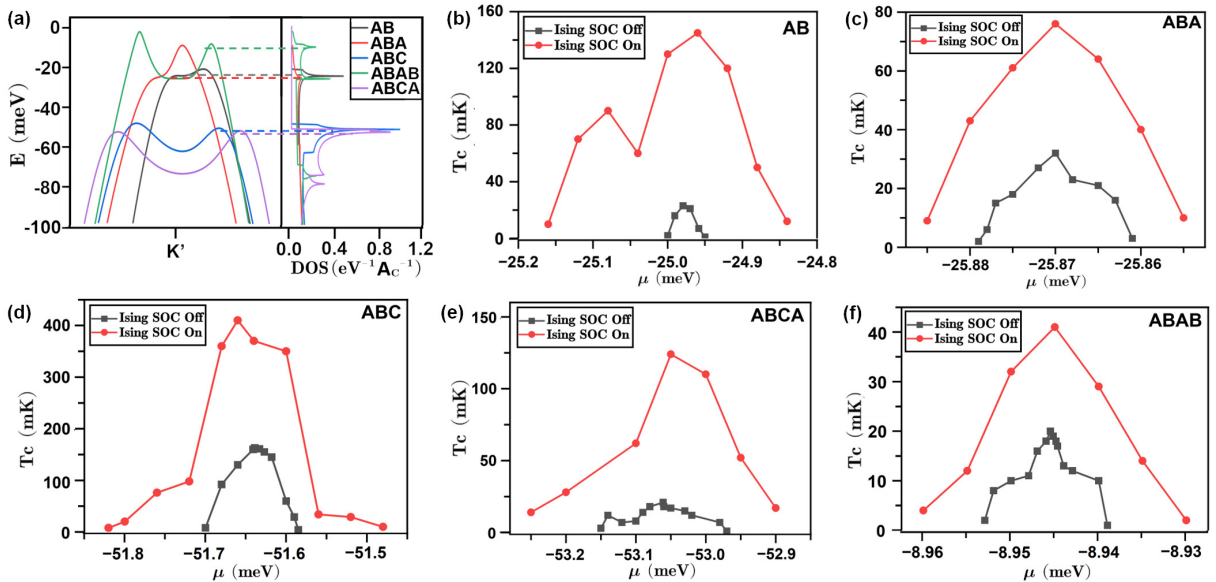 (a)
AB
ABA
ABC
ABAB
ABCA
E (meV)
0
−20
−40
−60
−80
−100
K'
0.0 0.4 0.8 1.2
DOS(eV⁻¹A_C⁻¹)
(b)
Ising SOC Off
Ising SOC On
AB
Tc (mK)
160
120
80
40
0
−25.2 −25.1 −25.0 −24.9 −24.8
μ (meV)
(c)
Ising SOC Off
Ising SOC On
ABA
Tc (mK)
80
60
40
20
0
−25.88 −25.87 −25.86
μ (meV)
(d)
Ising SOC Off
Ising SOC On
ABC
Tc (mK)
400
300
200
100
0
−51.8 −51.7 −51.6 −51.5
μ (meV)
(e)
Ising SOC Off
Ising SOC On
ABCA
Tc (mK)
150
100
50
0
−53.2 −53.1 −53.0 −52.9
μ (meV)
(f)
Ising SOC Off
Ising SOC On
ABAB
Tc (mK)
40
30
20
10
0
−8.96 −8.95 −8.94 −8.93
μ (meV)